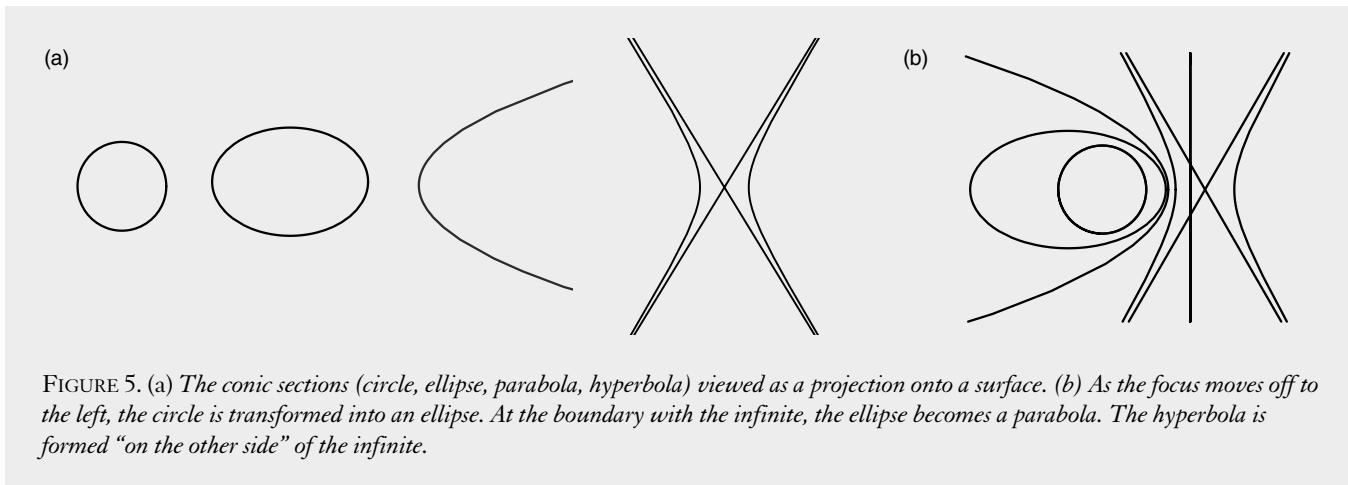 (a)
(b)
FIGURE 5. (a) The conic sections (circle, ellipse, parabola, hyperbola) viewed as a projection onto a surface. (b) As the focus moves off to
the left, the circle is transformed into an ellipse. At the boundary with the infinite, the ellipse becomes a parabola. The hyperbola is
formed “on the other side” of the infinite.